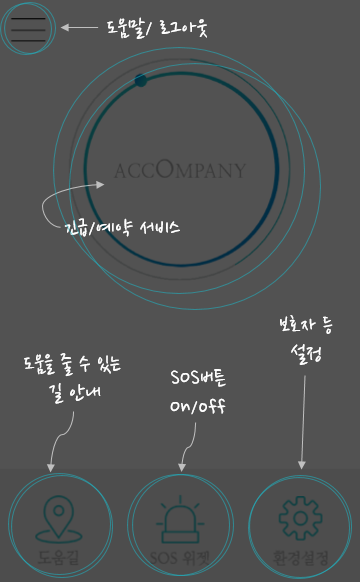 도움말/ 로그아웃
ACCOMPANY
긴급/예약 서비스
보호자 등
설정
도움을 줄 수 있는
길 안내
SOS버튼
on/off
도움길
SOS 위젯
환경설정